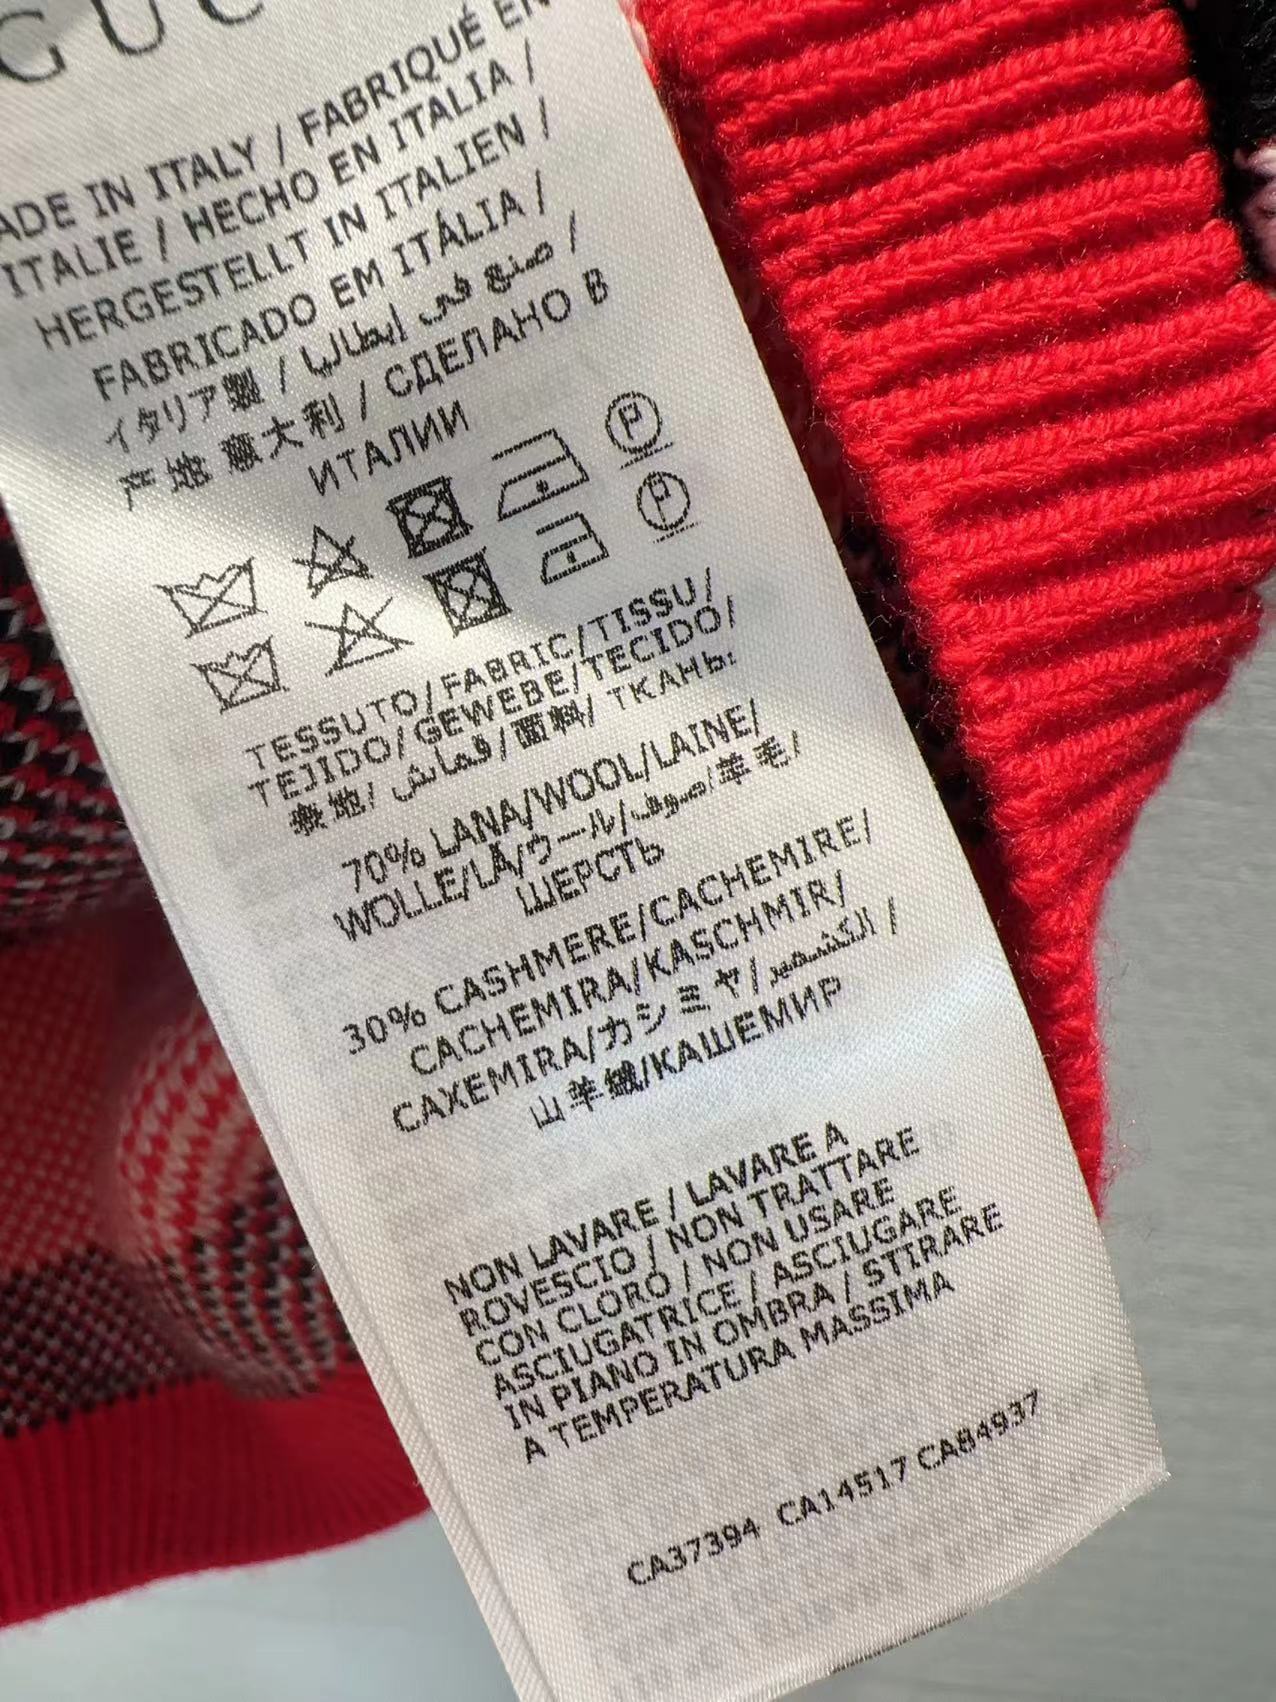 GUC
ADE IN ITALY / FABRIQUÉ EN
ITALIE / HECHO EN ITALIA /
HERGESTELLT IN ITALIEN /
FABRICADO EM ITÁLIA /
イタリア製 / صنع في إيطاليا /
产地 意大利 / СДЕЛАНО В
ИТАЛИИ
P
P
TESSUTO/FABRIC/TISSU/
TEJIDO/GEWEBE/TECIDO/
表地/ قماش/面料/ ТКАНЬ:
70% LANA/WOOL/LAINE/
WOLLE/LÃ/ウール/صوف/羊毛/
ШЕРСТЬ
30% CASHMERE/CACHEMIRE/
CACHEMIRA/KASCHMIR/
CAXEMIRA/カシミヤ/الكشمير /
山羊绒/КАШЕМИР
NON LAVARE / LAVARE A
ROVESCIO / NON TRATTARE
CON CLORO / NON USARE
ASCIUGATRICE / ASCIUGARE
IN PIANO IN OMBRA / STIRARE
A TEMPERATURA MASSIMA
CA37394 CA14517 CA84937